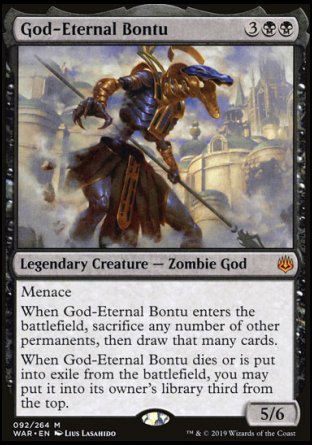 God-Eternal Bontu 3
Legendary Creature — Zombie God
Menace
When God-Eternal Bontu enters the
battlefield, sacrifice any number of other
permanents, then draw that many cards.
When God-Eternal Bontu dies or is put
into exile from the battlefield, you may
put it into its owner's library third from
the top.
5/6
092/264 M
WAR • EN Lius Lasahido
™ & © 2019 Wizards of the Coast